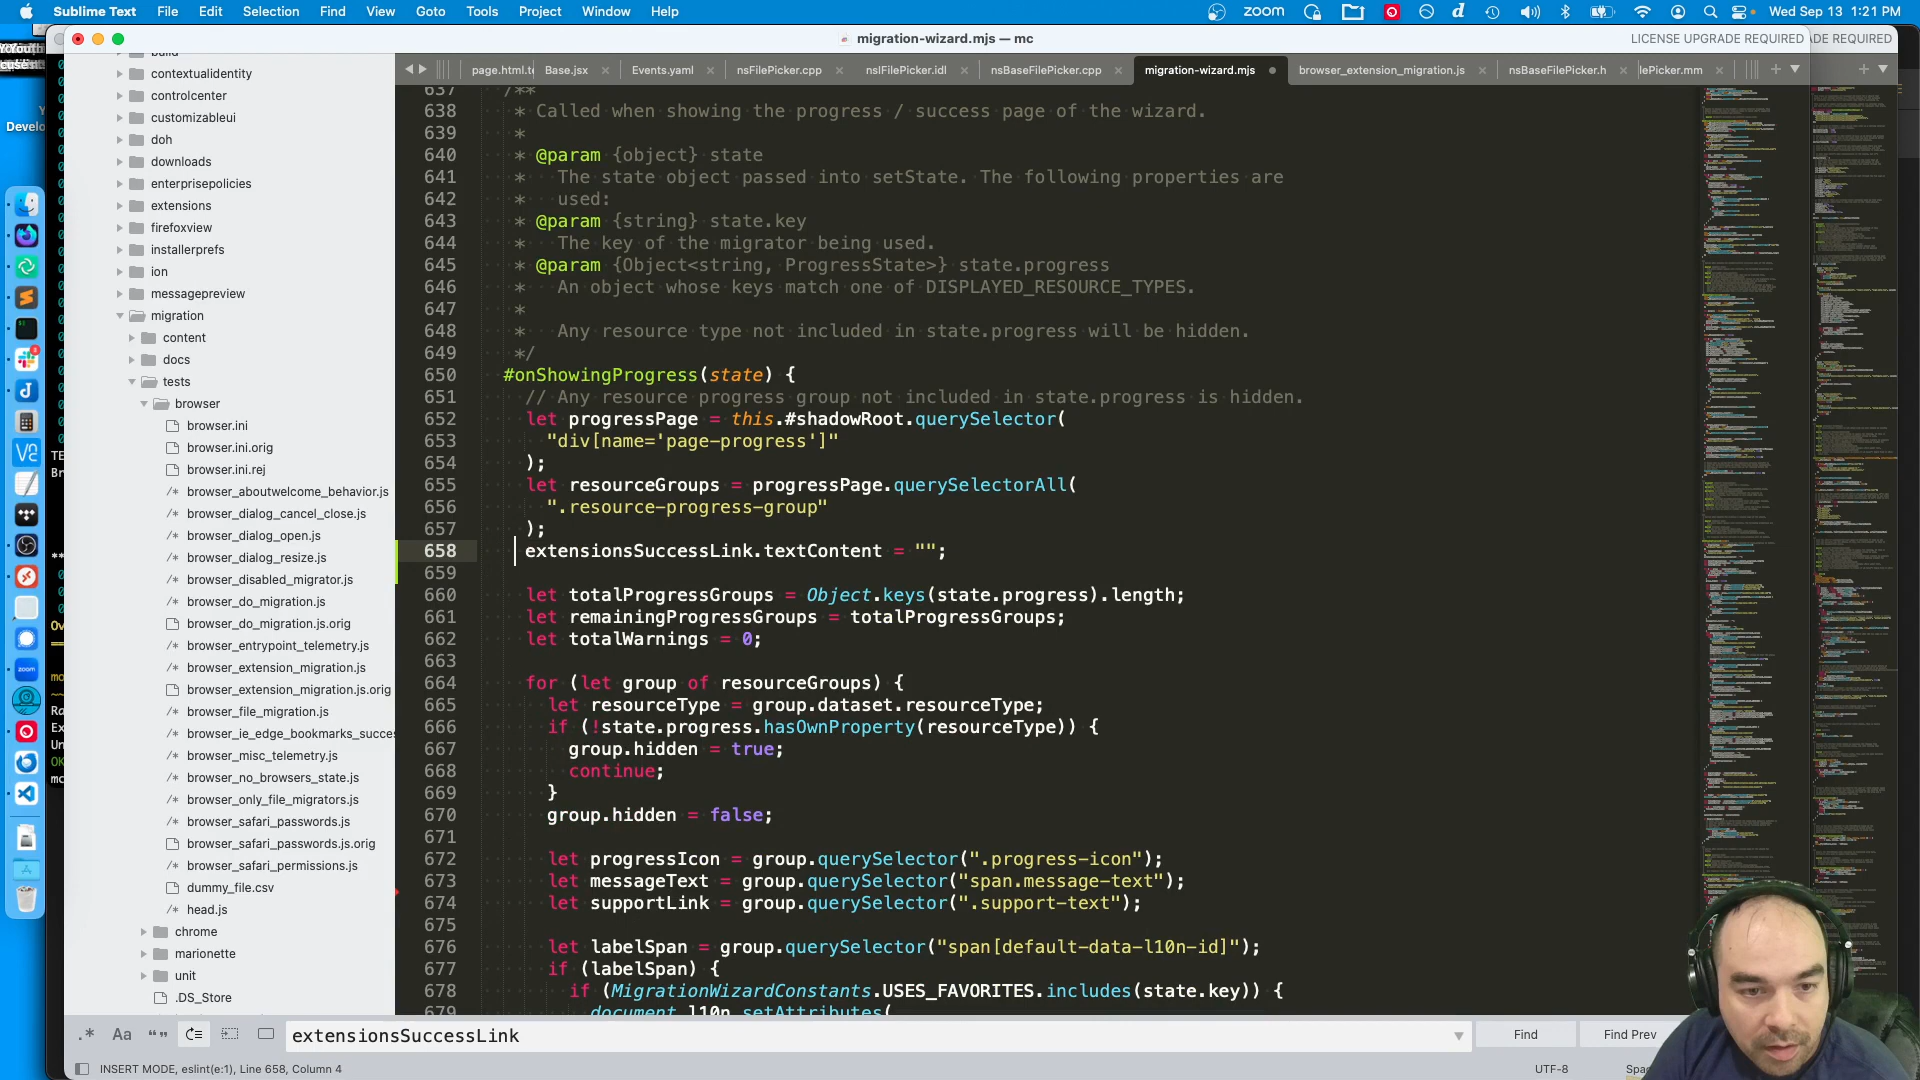 Sublime Text File Edit Selection Find View Goto Tools Project Window Help
zoom Wed Sep 13 1:21 PM
migration-wizard.mjs — mc
LICENSE UPGRADE REQUIRED
ADE REQUIRED
page.html.t Base.jsx Events.yaml nsFilePicker.cpp nsIFilePicker.idl nsBaseFilePicker.cpp migration-wizard.mjs browser_extension_migration.js nsBaseFilePicker.h lePicker.mm
Develo
build
contextualidentity
controlcenter
customizableui
doh
downloads
enterprisepolicies
extensions
firefoxview
installerprefs
ion
messagepreview
migration
content
docs
tests
browser
browser.ini
browser.ini.orig
browser.ini.rej
browser_aboutwelcome_behavior.js
browser_dialog_cancel_close.js
browser_dialog_open.js
browser_dialog_resize.js
browser_disabled_migrator.js
browser_do_migration.js
browser_do_migration.js.orig
browser_entrypoint_telemetry.js
browser_extension_migration.js
browser_extension_migration.js.orig
browser_file_migration.js
browser_ie_edge_bookmarks_succes
browser_misc_telemetry.js
browser_no_browsers_state.js
browser_only_file_migrators.js
browser_safari_passwords.js
browser_safari_passwords.js.orig
browser_safari_permissions.js
dummy_file.csv
head.js
chrome
marionette
unit
.DS_Store
637 /**
638 * Called when showing the progress / success page of the wizard.
639 *
640 * @param {object} state
641 * The state object passed into setState. The following properties are
642 * used:
643 * @param {string} state.key
644 * The key of the migrator being used.
645 * @param {Object<string, ProgressState>} state.progress
646 * An object whose keys match one of DISPLAYED_RESOURCE_TYPES.
647 *
648 * Any resource type not included in state.progress will be hidden.
649 */
650 #onShowingProgress(state) {
651 // Any resource progress group not included in state.progress is hidden.
652 let progressPage = this.#shadowRoot.querySelector(
653 "div[name='page-progress']"
654 );
655 let resourceGroups = progressPage.querySelectorAll(
656 ".resource-progress-group"
657 );
658 extensionsSuccessLink.textContent = "";
659
660 let totalProgressGroups = Object.keys(state.progress).length;
661 let remainingProgressGroups = totalProgressGroups;
662 let totalWarnings = 0;
663
664 for (let group of resourceGroups) {
665 let resourceType = group.dataset.resourceType;
666 if (!state.progress.hasOwnProperty(resourceType)) {
667 group.hidden = true;
668 continue;
669 }
670 group.hidden = false;
671
672 let progressIcon = group.querySelector(".progress-icon");
673 let messageText = group.querySelector("span.message-text");
674 let supportLink = group.querySelector(".support-text");
675
676 let labelSpan = group.querySelector("span[default-data-l10n-id]");
677 if (labelSpan) {
678 if (MigrationWizardConstants.USES_FAVORITES.includes(state.key)) {
679 document.l10n.setAttributes(
.* Aa extensionsSuccessLink Find Find Prev
INSERT MODE, eslint(e:1), Line 658, Column 4 UTF-8 Spac